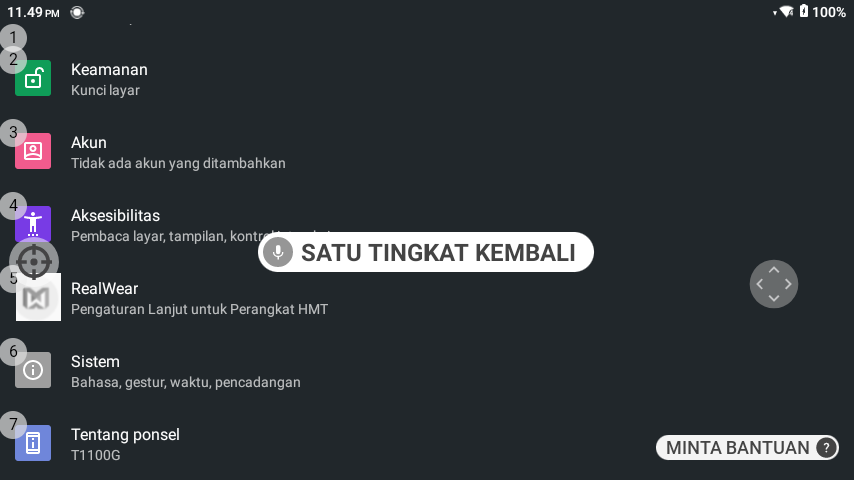 11.49 PM
100%
1
2
Keamanan
Kunci layar
3
Akun
Tidak ada akun yang ditambahkan
4
Aksesibilitas
Pembaca layar, tampilan,
SATU TINGKAT KEMBALI
5
RealWear
Pengaturan Lanjut untuk Perangkat HMT
6
Sistem
Bahasa, gestur, waktu, pencadangan
7
Tentang ponsel
T1100G
MINTA BANTUAN ?